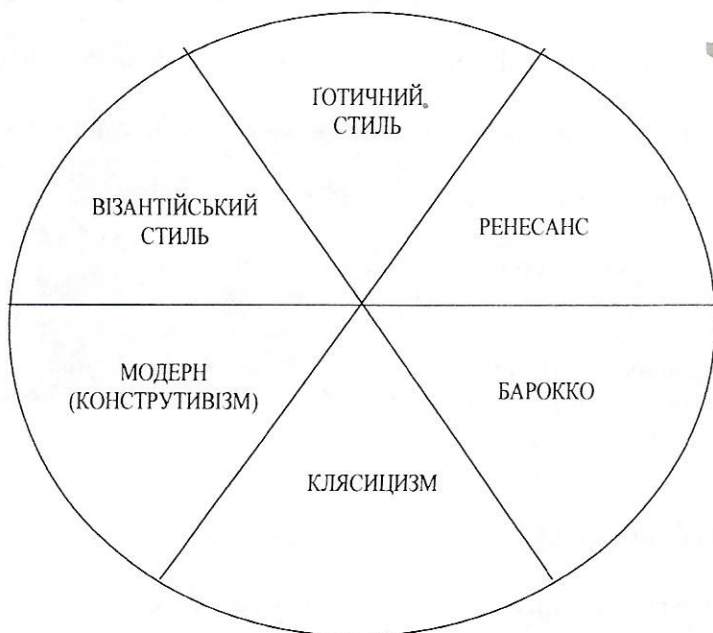 ҐОТИЧНИЙ
СТИЛЬ
ВІЗАНТІЙСЬКИЙ
СТИЛЬ
РЕНЕСАНС
МОДЕРН
(КОНСТРУТИВІЗМ)
БАРОККО
КЛЯСИЦИЗМ